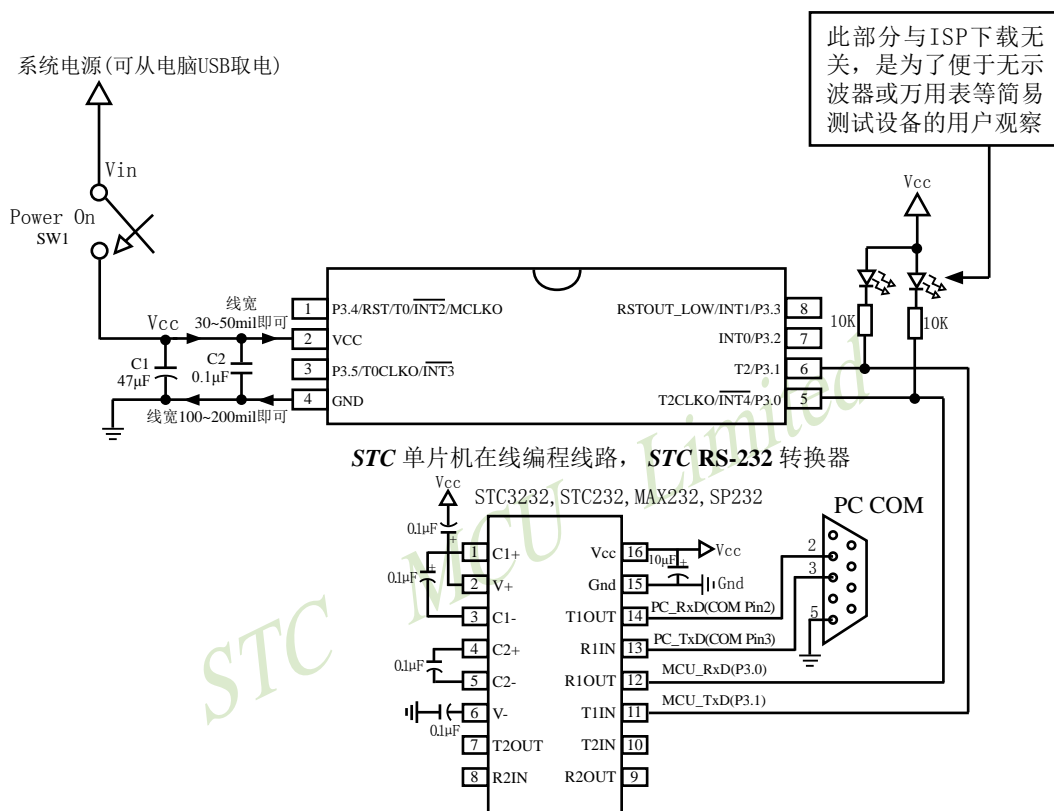 系统电源(可从电脑USB取电)
此部分与ISP下载无
关，是为了便于无示
波器或万用表等简易
测试设备的用户观察
Vin
Power On
SW1
Vcc
C1
47μF
C2
0.1μF
线宽
30~50mil即可
线宽100~200mil即可
1 P3.4/RST/T0/INT2/MCLKO
2 VCC
3 P3.5/T0CLKO/INT3
4 GND
RSTOUT_LOW/INT1/P3.3 8
INT0/P3.2 7
T2/P3.1 6
T2CLKO/INT4/P3.0 5
Vcc
10K
10K
STC 单片机在线编程线路， STC RS-232 转换器
STC3232,STC232,MAX232,SP232
Vcc
0.1μF
+
0.1μF
+
0.1μF
0.1μF
1 C1+
2 V+
3 C1-
4 C2+
5 C2-
6 V-
7 T2OUT
8 R2IN
Vcc 16
Gnd 15
T1OUT 14
R1IN 13
R1OUT 12
T1IN 11
T2IN 10
R2OUT 9
Vcc
10μF
+
Gnd
PC_RxD(COM Pin2)
PC_TxD(COM Pin3)
MCU_RxD(P3.0)
MCU_TxD(P3.1)
PC COM
2
3
5
STC MCU Limited